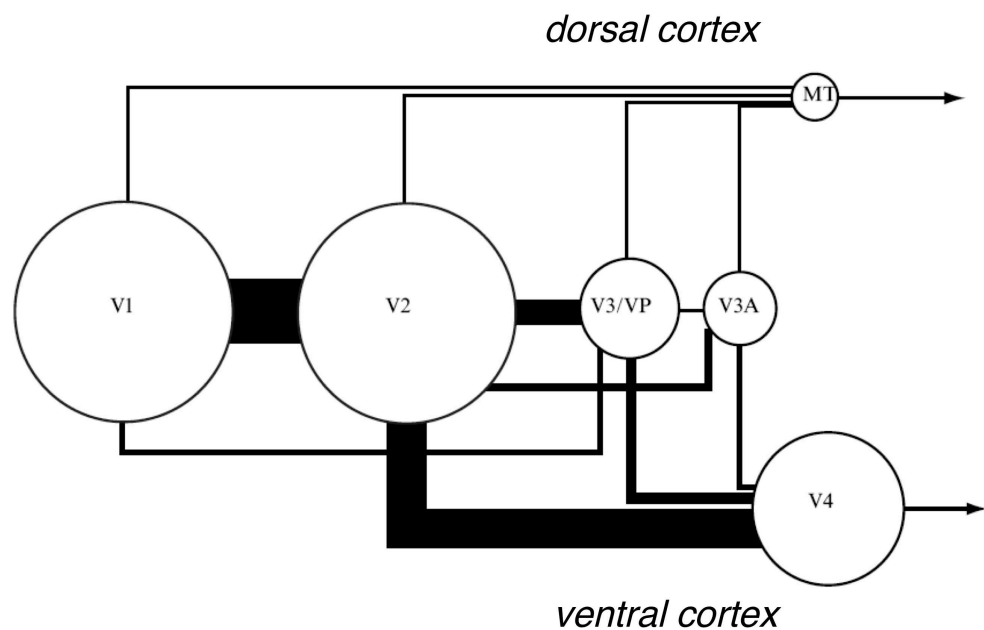 dorsal cortex
MT
V1
V2
V3/VP
V3A
V4
ventral cortex